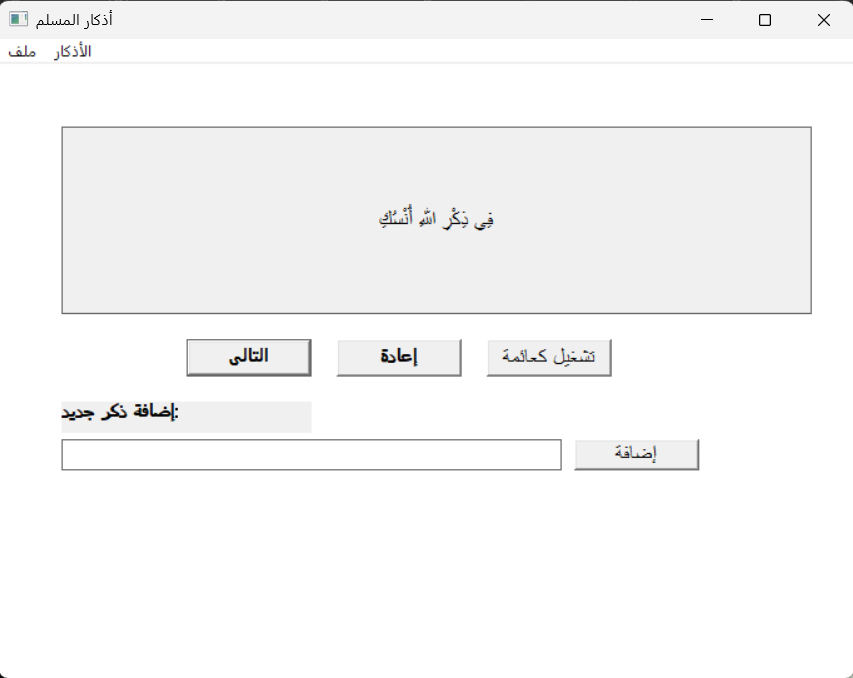 أذكار المسلم
ملف
الأذكار
فِي ذِكْرِ اللهِ أُنْسُكِ
التالى
إعادة
تشغيل كعائمة
إضافة ذكر جديد:
إضافة